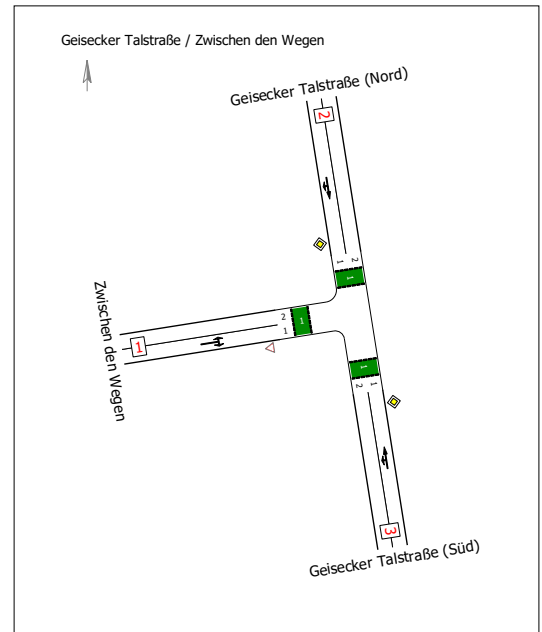 Geisecker Talstraße / Zwischen den Wegen
Geisecker Talstraße (Nord)
2
1 2
1
Zwischen den Wegen
1
2
1
1
1
2 1
3
Geisecker Talstraße (Süd)